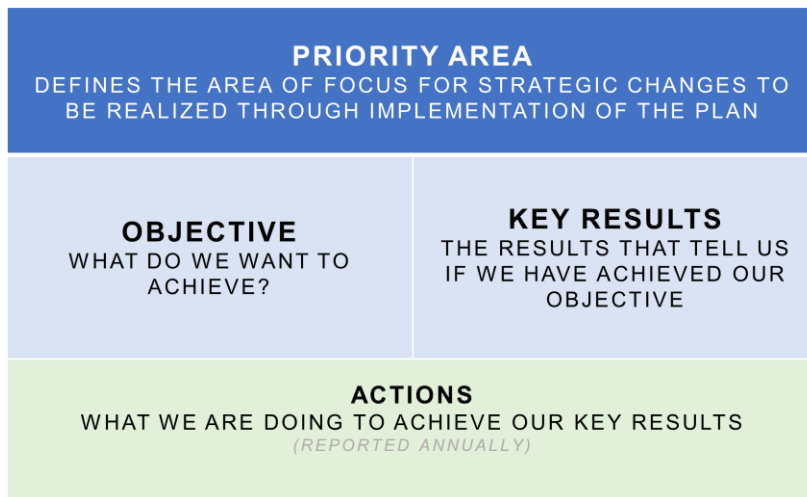 PRIORITY AREA
DEFINES THE AREA OF FOCUS FOR STRATEGIC CHANGES TO
BE REALIZED THROUGH IMPLEMENTATION OF THE PLAN
OBJECTIVE
WHAT DO WE WANT TO
ACHIEVE?
KEY RESULTS
THE RESULTS THAT TELL US
IF WE HAVE ACHIEVED OUR
OBJECTIVE
ACTIONS
WHAT WE ARE DOING TO ACHIEVE OUR KEY RESULTS
(REPORTED ANNUALLY)